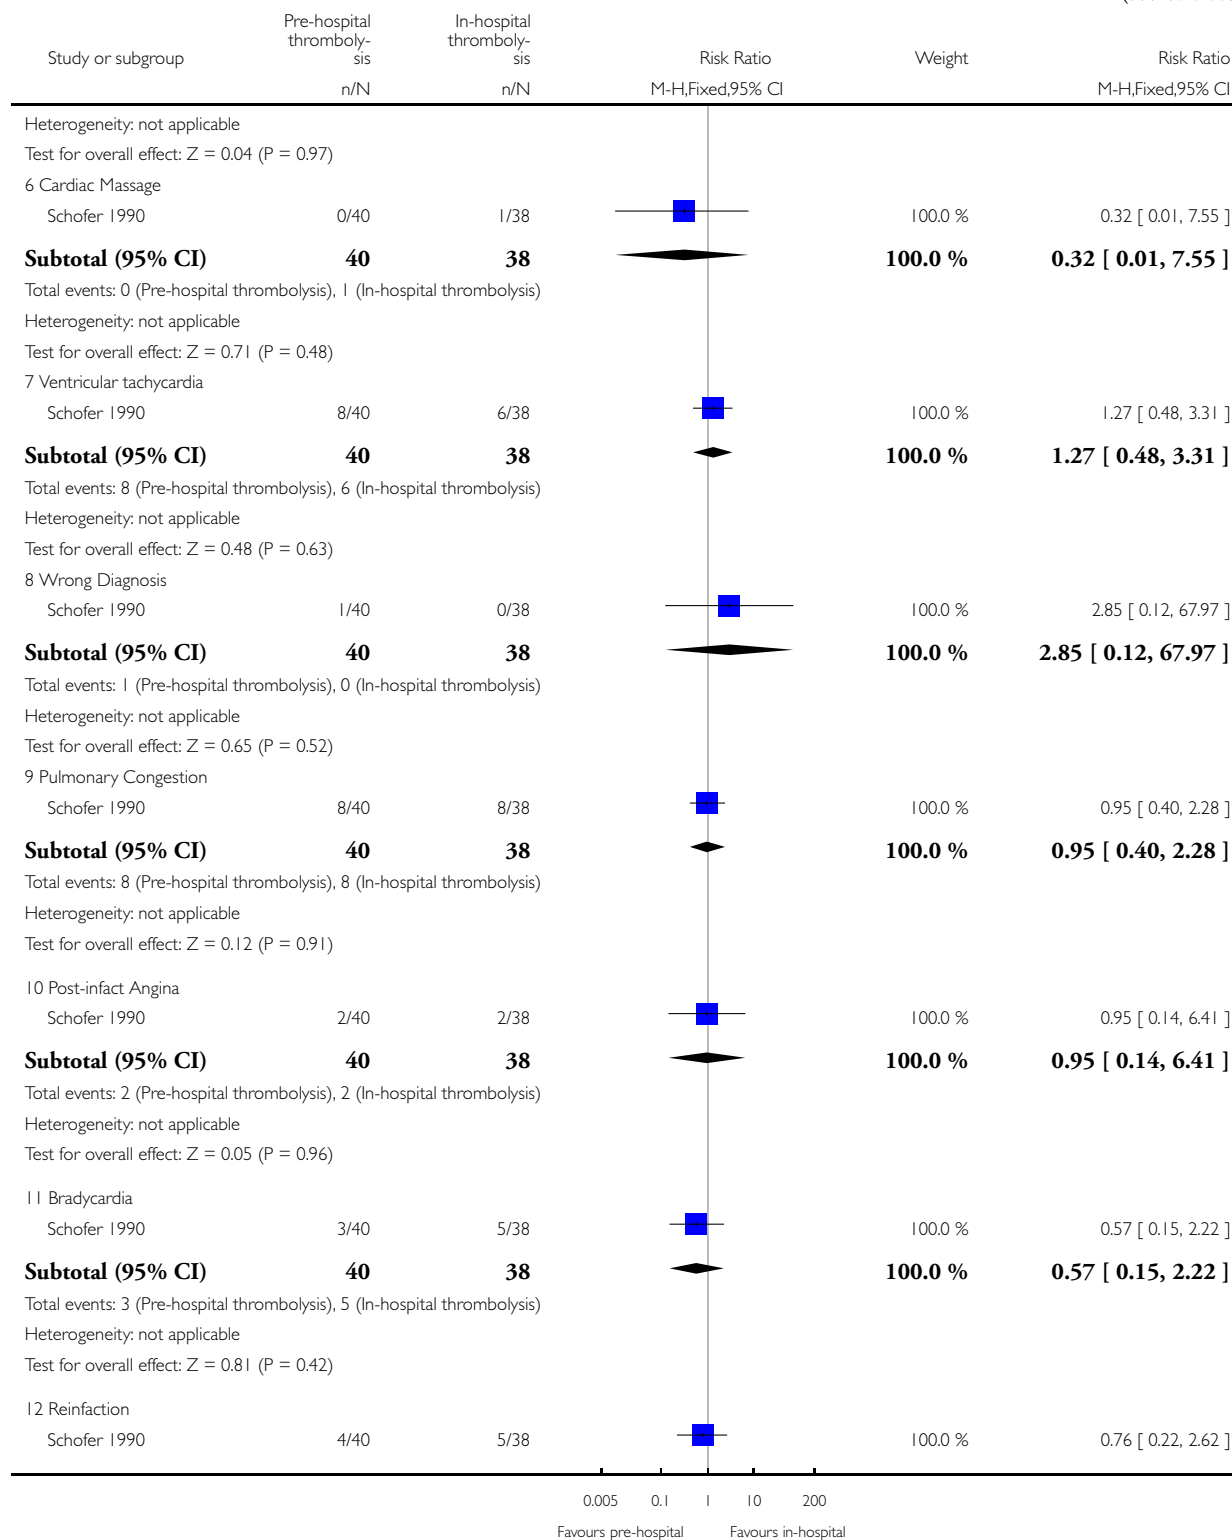 Study or subgroup Pre-hospital thromboly- sis In-hospital thromboly- sis Risk Ratio Weight Risk Ratio
n/N n/N M-H,Fixed,95% CI M-H,Fixed,95% CI
Heterogeneity: not applicable
Test for overall effect: Z = 0.04 (P = 0.97)
6 Cardiac Massage
Schofer 1990 0/40 1/38 100.0 % 0.32 [ 0.01, 7.55 ]
Subtotal (95% CI) 40 38 100.0 % 0.32 [ 0.01, 7.55 ]
Total events: 0 (Pre-hospital thrombolysis), 1 (In-hospital thrombolysis)
Heterogeneity: not applicable
Test for overall effect: Z = 0.71 (P = 0.48)
7 Ventricular tachycardia
Schofer 1990 8/40 6/38 100.0 % 1.27 [ 0.48, 3.31 ]
Subtotal (95% CI) 40 38 100.0 % 1.27 [ 0.48, 3.31 ]
Total events: 8 (Pre-hospital thrombolysis), 6 (In-hospital thrombolysis)
Heterogeneity: not applicable
Test for overall effect: Z = 0.48 (P = 0.63)
8 Wrong Diagnosis
Schofer 1990 1/40 0/38 100.0 % 2.85 [ 0.12, 67.97 ]
Subtotal (95% CI) 40 38 100.0 % 2.85 [ 0.12, 67.97 ]
Total events: 1 (Pre-hospital thrombolysis), 0 (In-hospital thrombolysis)
Heterogeneity: not applicable
Test for overall effect: Z = 0.65 (P = 0.52)
9 Pulmonary Congestion
Schofer 1990 8/40 8/38 100.0 % 0.95 [ 0.40, 2.28 ]
Subtotal (95% CI) 40 38 100.0 % 0.95 [ 0.40, 2.28 ]
Total events: 8 (Pre-hospital thrombolysis), 8 (In-hospital thrombolysis)
Heterogeneity: not applicable
Test for overall effect: Z = 0.12 (P = 0.91)
10 Post-infact Angina
Schofer 1990 2/40 2/38 100.0 % 0.95 [ 0.14, 6.41 ]
Subtotal (95% CI) 40 38 100.0 % 0.95 [ 0.14, 6.41 ]
Total events: 2 (Pre-hospital thrombolysis), 2 (In-hospital thrombolysis)
Heterogeneity: not applicable
Test for overall effect: Z = 0.05 (P = 0.96)
11 Bradycardia
Schofer 1990 3/40 5/38 100.0 % 0.57 [ 0.15, 2.22 ]
Subtotal (95% CI) 40 38 100.0 % 0.57 [ 0.15, 2.22 ]
Total events: 3 (Pre-hospital thrombolysis), 5 (In-hospital thrombolysis)
Heterogeneity: not applicable
Test for overall effect: Z = 0.81 (P = 0.42)
12 Reinfaction
Schofer 1990 4/40 5/38 100.0 % 0.76 [ 0.22, 2.62 ]
0.005 0.1 1 10 200
Favours pre-hospital Favours in-hospital